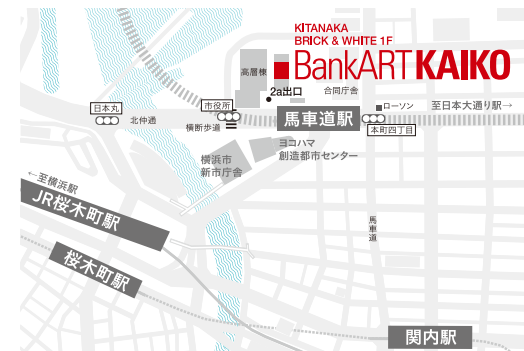 KITANAKA
BRICK & WHITE 1F
BankART KAIKO
高層棟
2a出口
合同庁舎
日本丸
北仲通
市役所
横断歩道
馬車道駅
ローソン
至日本大通り駅→
本町四丁目
ヨコハマ
創造都市センター
横浜市
新市庁舎
←至横浜駅
JR桜木町駅
馬車道
桜木町駅
関内駅